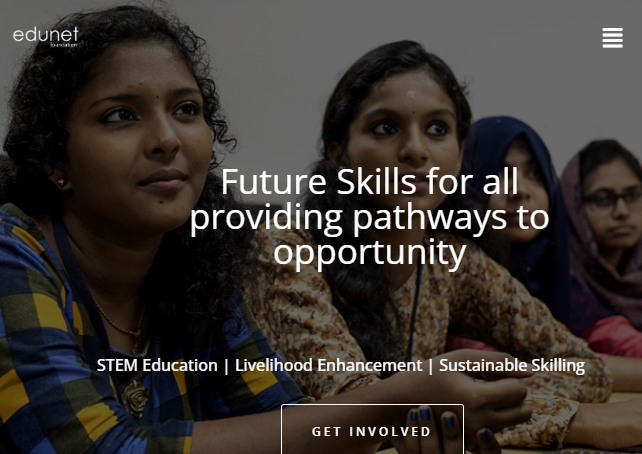 edunet
foundation
Future Skills for all
providing pathways to
opportunity
STEM Education | Livelihood Enhancement | Sustainable Skilling
GET INVOLVED